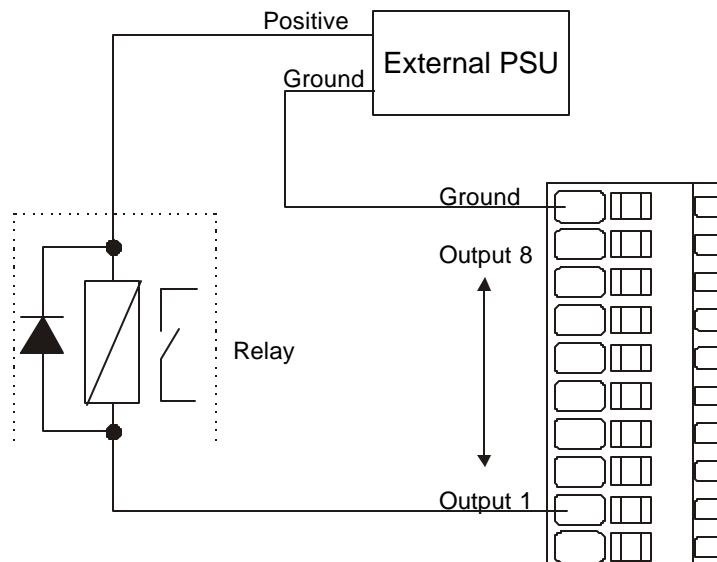 Positive
External PSU
Ground
Ground
Output 8
Relay
Output 1